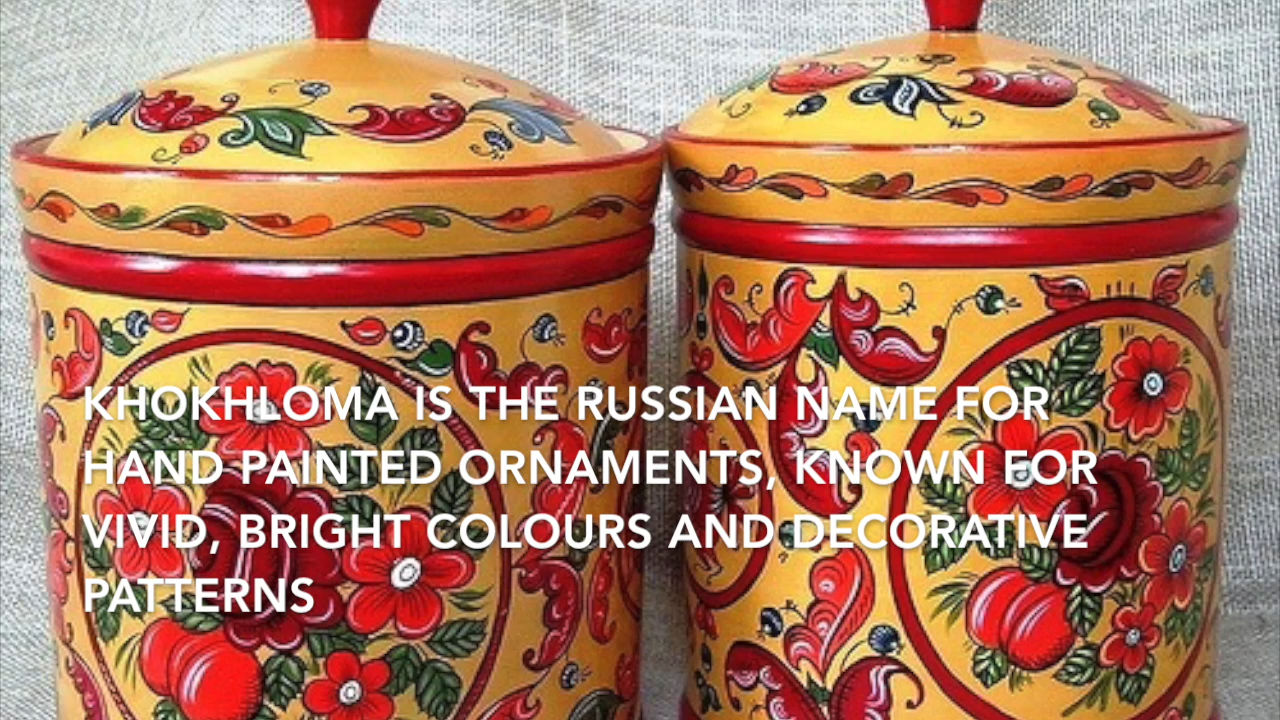 KHOKHLOMA IS THE RUSSIAN NAME FOR
HAND PAINTED ORNAMENTS, KNOWN FOR
VIVID, BRIGHT COLOURS AND DECORATIVE
PATTERNS